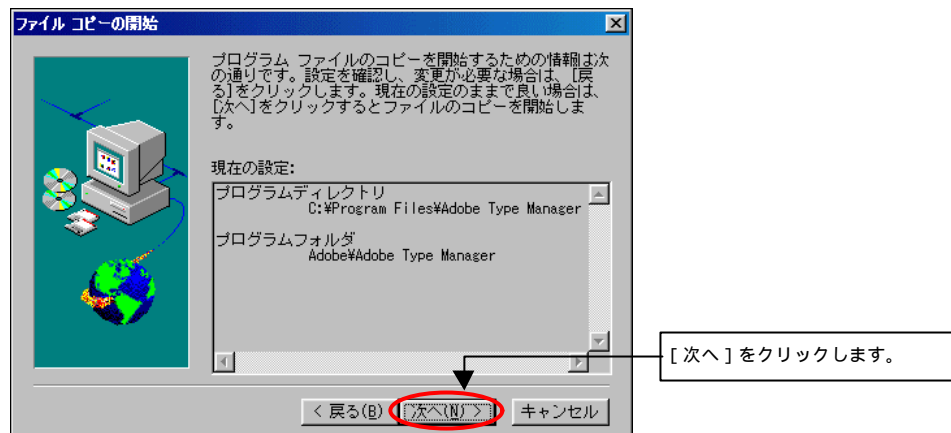 ファイル コピーの開始
プログラム ファイルのコピーを開始するための情報は次
の通りです。設定を確認し、変更が必要な場合は、[戻
る]をクリックします。現在の設定のままで良い場合は、
[次へ]をクリックするとファイルのコピーを開始しま
す。
現在の設定:
プログラムディレクトリ
C:¥Program Files¥Adobe Type Manager
プログラムフォルダ
Adobe¥Adobe Type Manager
[次へ]をクリックします。
< 戻る(B) 次へ(N) > キャンセル